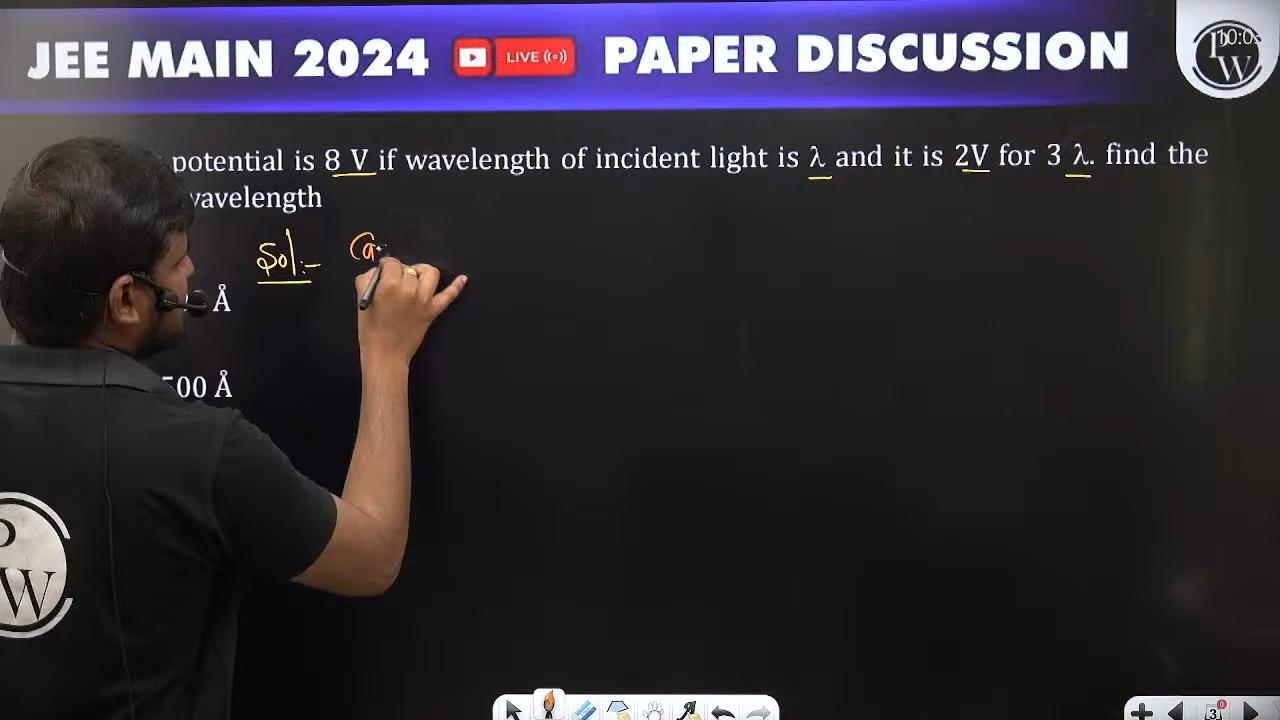 JEE MAIN 2024 LIVE PAPER DISCUSSION
potential is 8 V if wavelength of incident light is λ and it is 2V for 3 λ. find the
wavelength
Sol:-
Å
500 Å
P
W